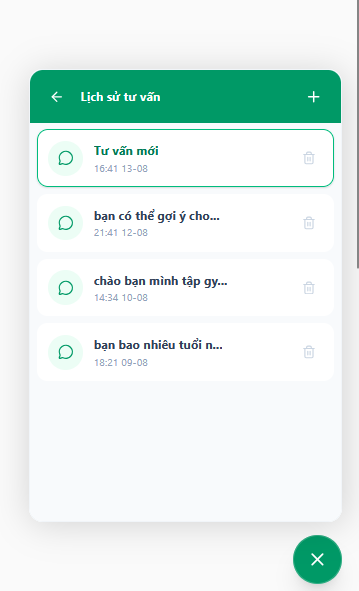 Lịch sử tư vấn
Tư vấn mới
16:41 13-08
bạn có thể gợi ý cho...
21:41 12-08
chào bạn mình tập gy...
14:34 10-08
bạn bao nhiêu tuổi n...
18:21 09-08